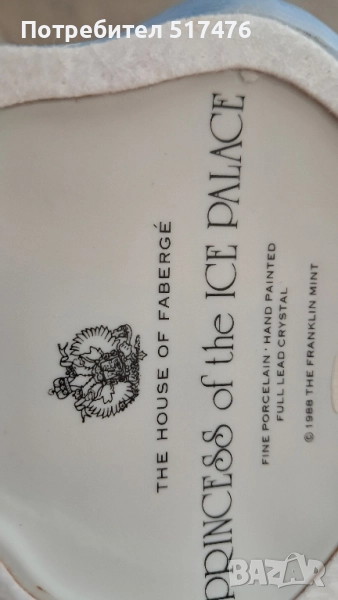 Потребител 517476
THE HOUSE OF FABERGÉ
PRINCESS of the ICE PALACE
FINE PORCELAIN · HAND PAINTED
FULL LEAD CRYSTAL
© 1988 THE FRANKLIN MINT
BAZAR